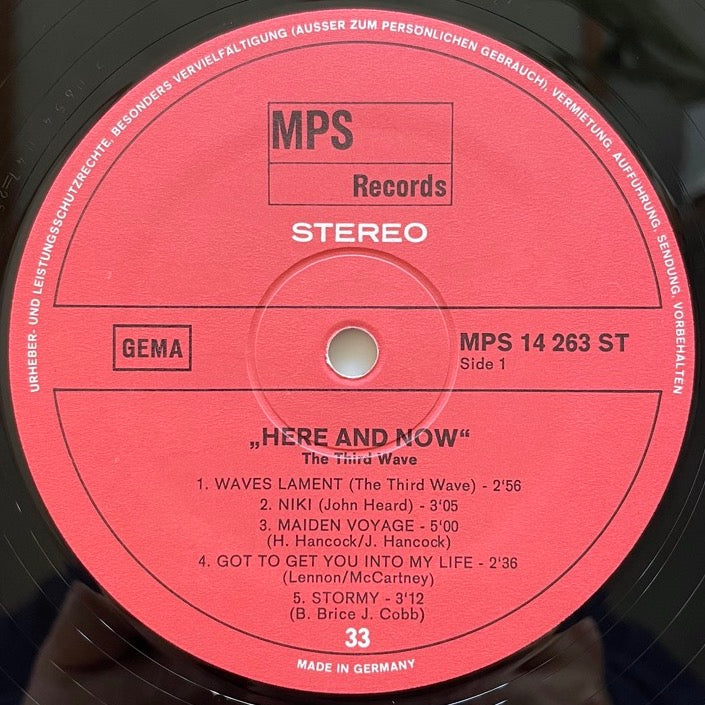 URHEBER- UND LEISTUNGSSCHUTZRECHTE, BESONDERS VERVIELFÄLTIGUNG (AUSSER ZUM PERSÖNLICHEN GEBRAUCH), VERMIETUNG, AUFFÜHRUNG, SENDUNG, VORBEHALTEN
MPS
Records
STEREO
GEMA
MPS 14 263 ST
Side 1
„HERE AND NOW“
The Third Wave
1. WAVES LAMENT (The Third Wave) - 2'56
2. NIKI (John Heard) - 3'05
3. MAIDEN VOYAGE - 5'00
(H. Hancock/J. Hancock)
4. GOT TO GET YOU INTO MY LIFE - 2'36
(Lennon/McCartney)
5. STORMY - 3'12
(B. Brice J. Cobb)
33
MADE IN GERMANY